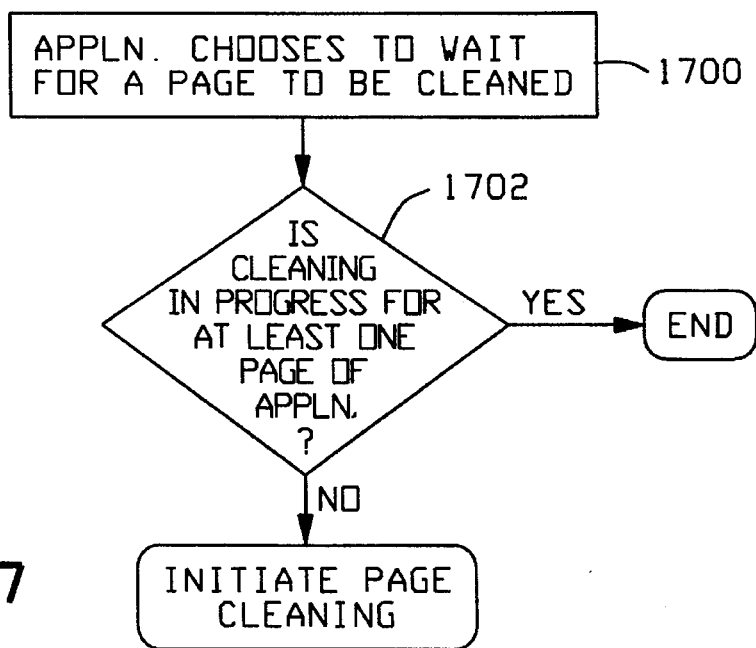 APPLN. CHOOSES TO WAIT
FOR A PAGE TO BE CLEANED
1700
1702
IS
CLEANING
IN PROGRESS FOR
AT LEAST ONE
PAGE OF
APPLN.
?
YES
END
NO
INITIATE PAGE
CLEANING
7